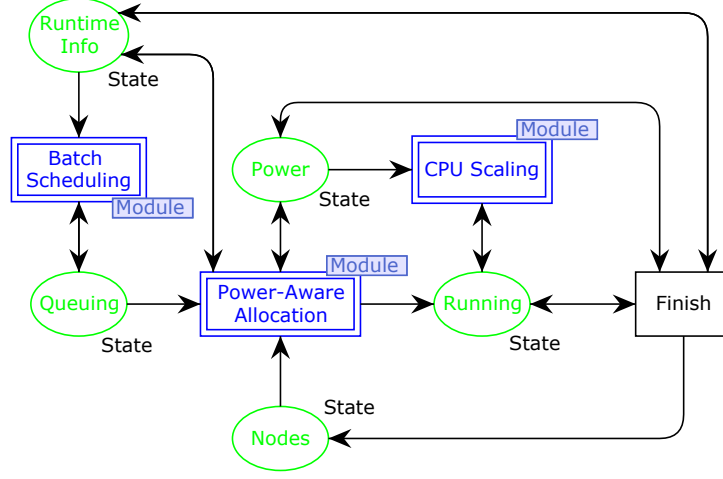 Runtime
Info
State
Batch
Scheduling
Module
Power
State
CPU Scaling
Module
Queuing
State
Power-Aware
Allocation
Module
Running
State
Finish
State
Nodes